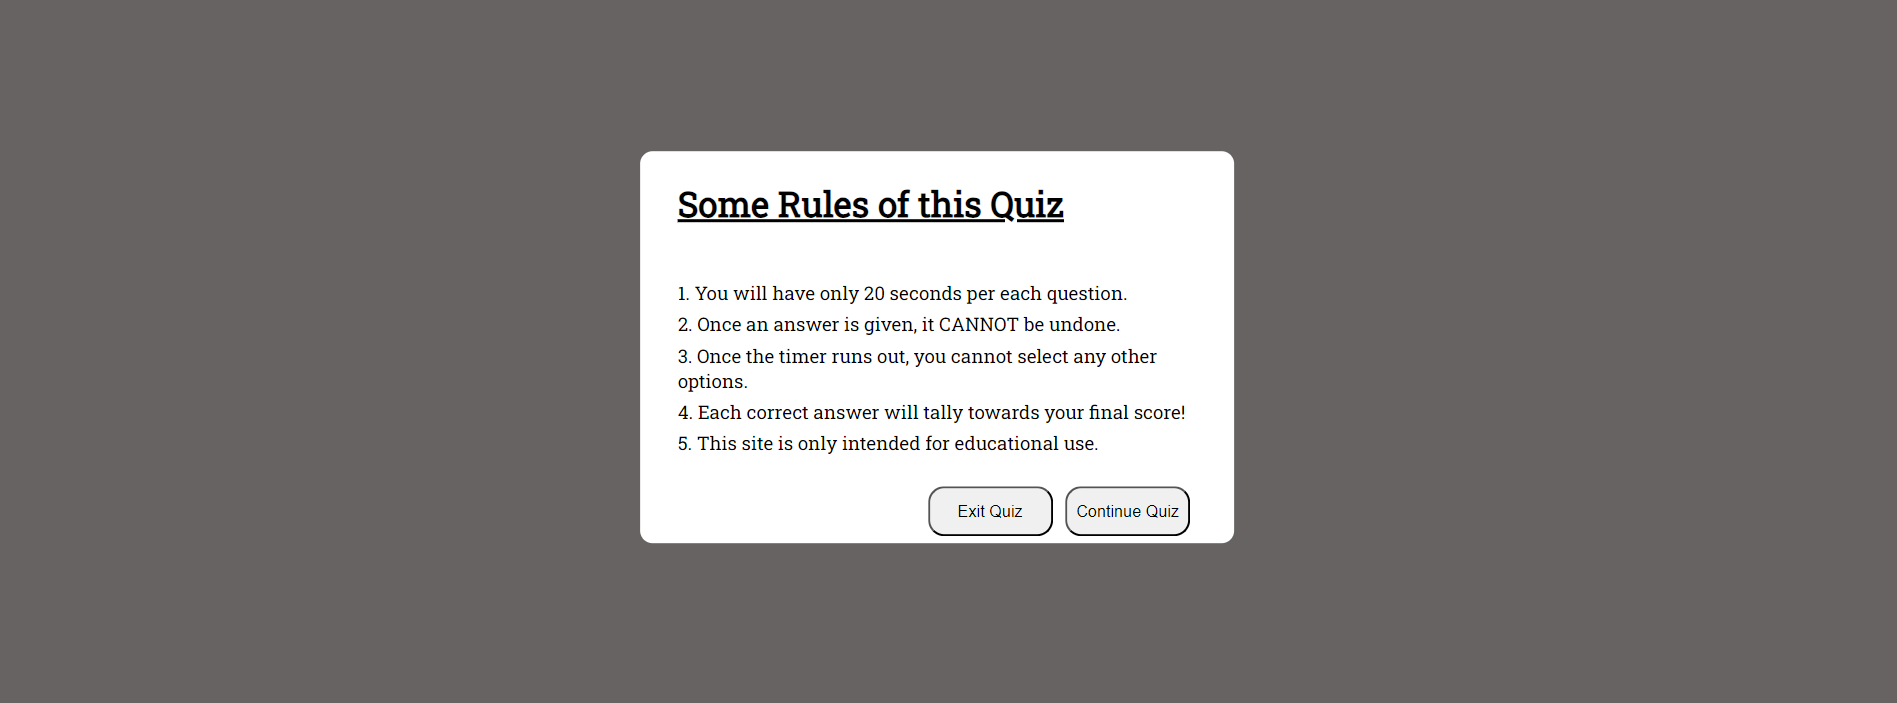 Some Rules of this Quiz
1. You will have only 20 seconds per each question.
2. Once an answer is given, it CANNOT be undone.
3. Once the timer runs out, you cannot select any other
options.
4. Each correct answer will tally towards your final score!
5. This site is only intended for educational use.
Exit Quiz Continue Quiz